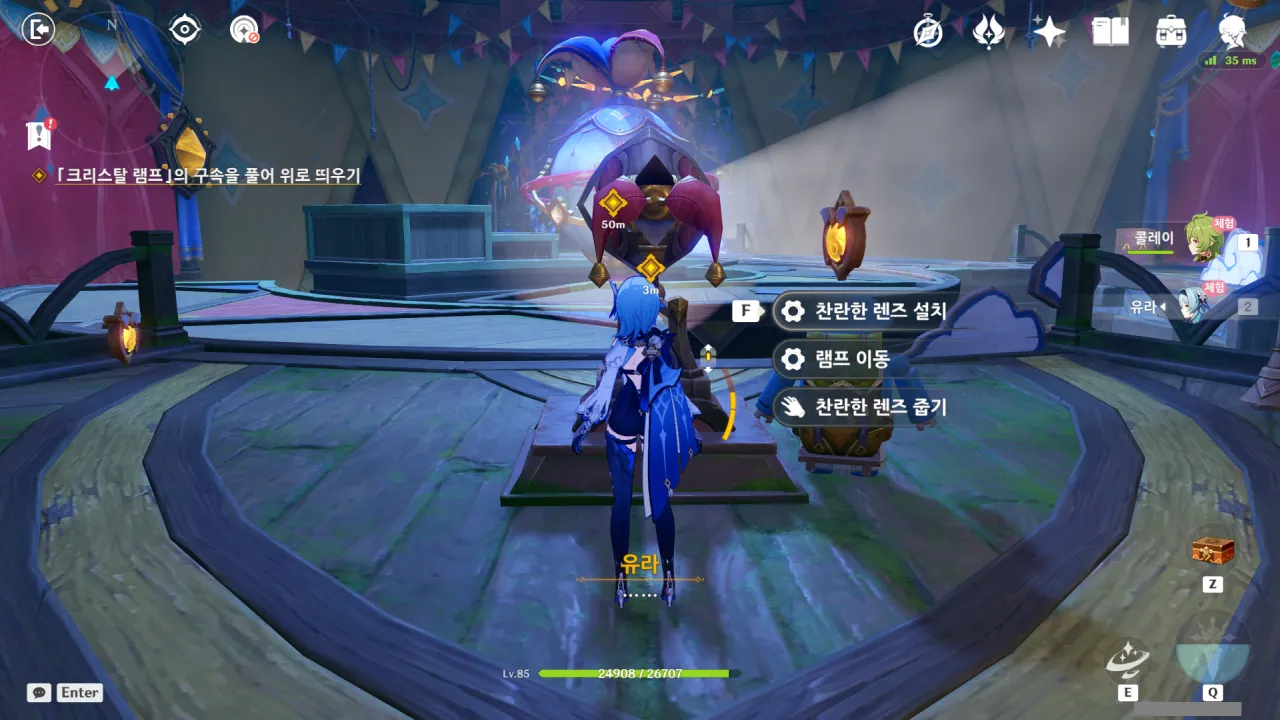 N
35 ms
「크리스탈 램프」의 구속을 풀어 위로 띄우기
50m
3m
체험
콜레이
1
체험
유라
2
F
찬란한 렌즈 설치
램프 이동
찬란한 렌즈 줍기
유라
......
Z
Lv.85
24908 / 26707
Enter
E
Q